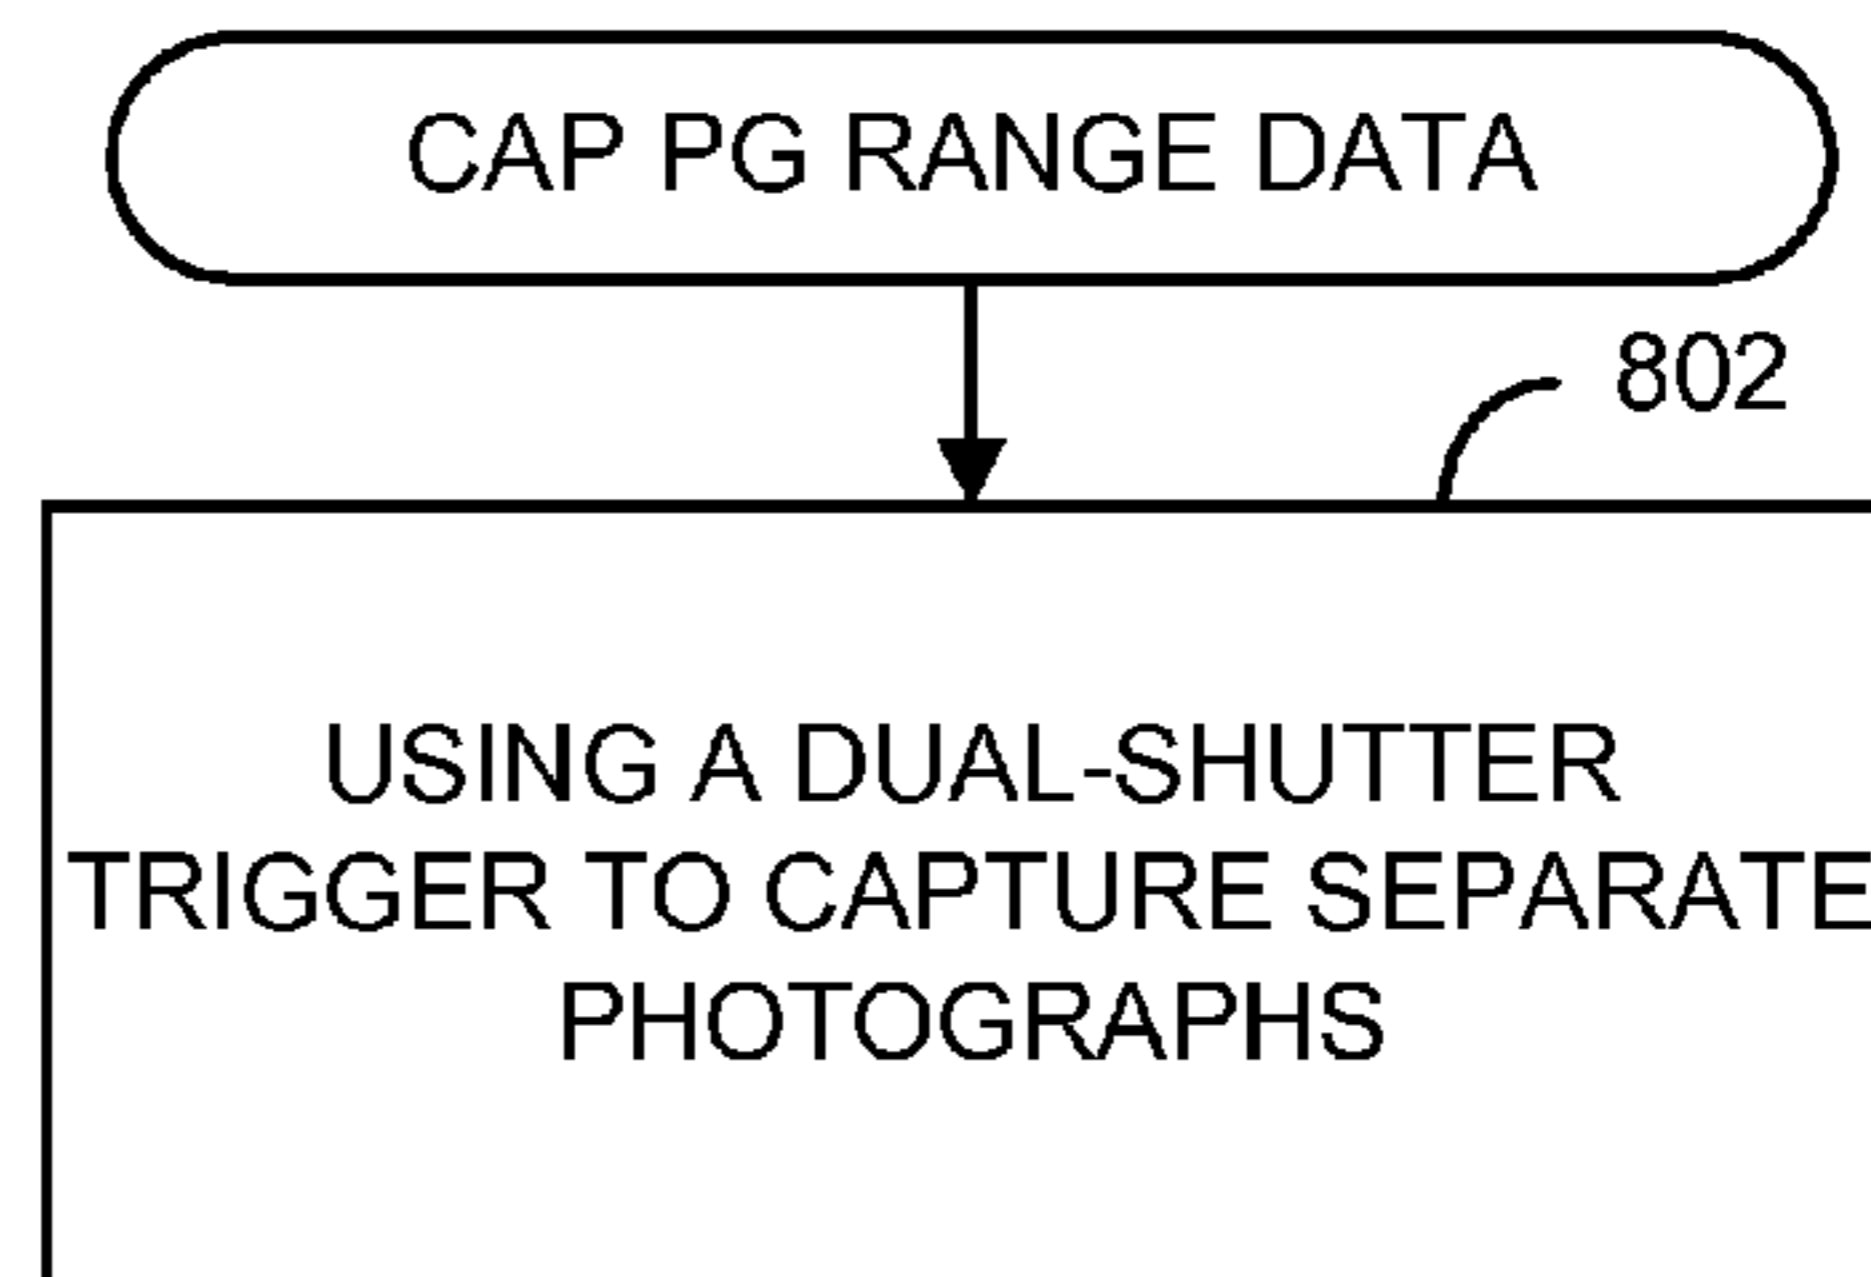 CAP PG RANGE DATA
802
USING A DUAL-SHUTTER
TRIGGER TO CAPTURE SEPARATE
PHOTOGRAPHS